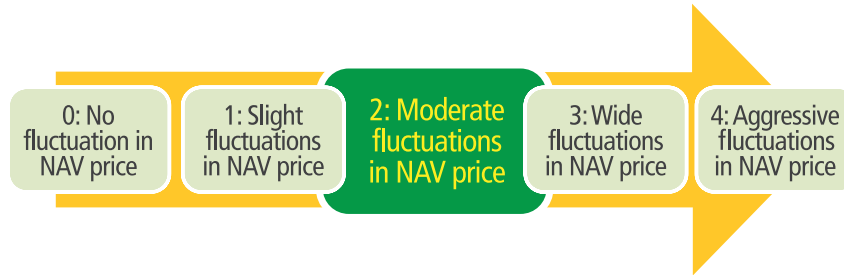 0: No
fluctuation in
NAV price
1: Slight
fluctuations
in NAV price
2: Moderate
fluctuations
in NAV price
3: Wide
fluctuations
in NAV price
4: Aggressive
fluctuations
in NAV price